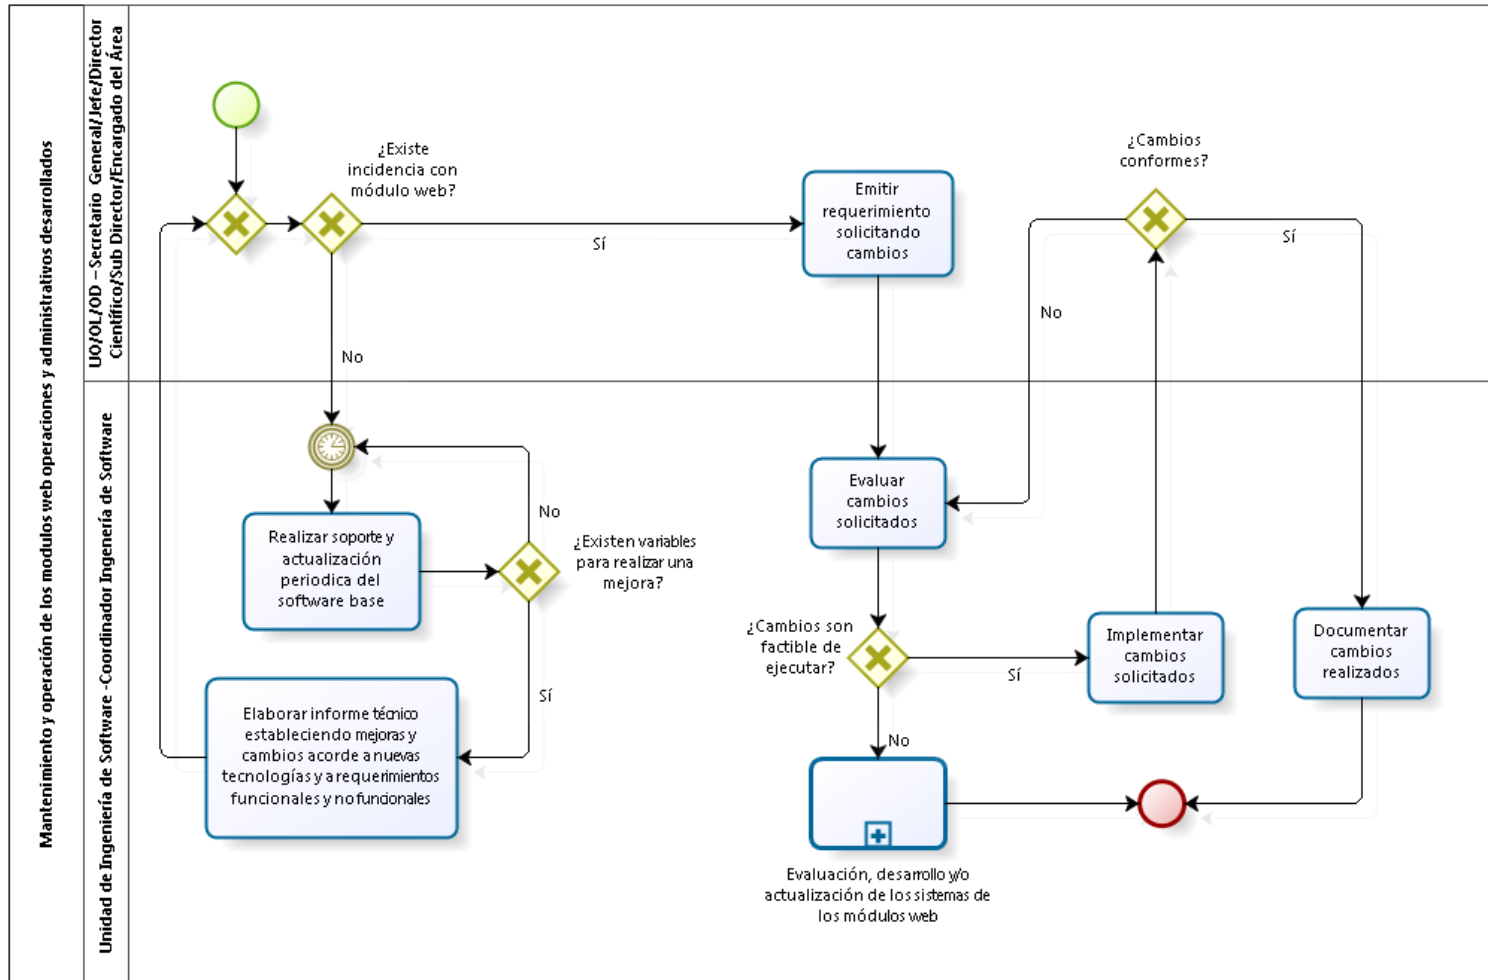 Mantenimiento y operación de los modulos web operaciones y administrativos desarrollados
UO/OL/OD – Secretario General/Jefe/Director
Científico/Sub Director/Encargado del Área
¿Existe
incidencia con
módulo web?
Sí
No
Emitir
requerimiento
solicitando
cambios
¿Cambios
conformes?
Sí
No
Unidad de Ingeniería de Software -Coordinador Ingenería de Software
Realizar soporte y
actualización
periodica del
software base
No
¿Existen variables
para realizar una
mejora?
Sí
Elaborar informe técnico
estableciendo mejoras y
cambios acorde a nuevas
tecnologías y a requerimientos
funcionales y no funcionales
Evaluar
cambios
solicitados
¿Cambios son
factible de
ejecutar?
Sí
No
Implementar
cambios
solicitados
Documentar
cambios
realizados
Evaluación, desarrollo y/o
actualización de los sistemas de
los módulos web